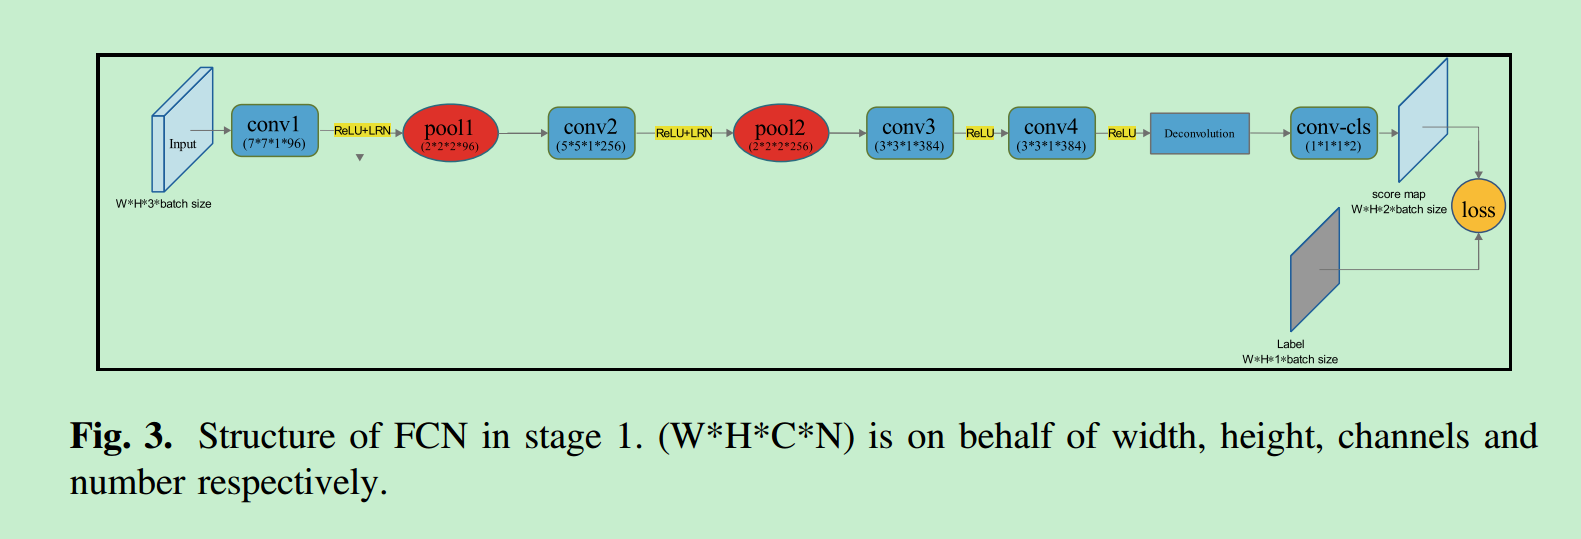 Input
W*H*3*batch size
conv1
(7*7*1*96)
ReLU+LRN
pool1
(2*2*2*96)
conv2
(5*5*1*256)
ReLU+LRN
pool2
(2*2*2*256)
conv3
(3*3*1*384)
ReLU
conv4
(3*3*1*384)
ReLU
Deconvolution
conv-cls
(1*1*1*2)
score map
W*H*2*batch size
loss
Label
W*H*1*batch size
Fig. 3. Structure of FCN in stage 1. (W*H*C*N) is on behalf of width, height, channels and
number respectively.